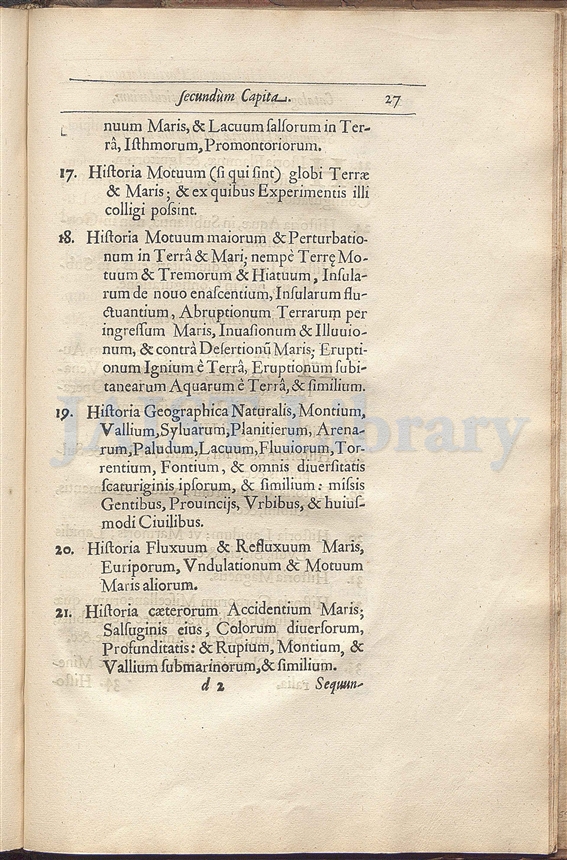 ſecundùm Capita. 27
nuum Maris, & Lacuum ſalſorum in Ter-
râ, Iſthmorum, Promontoriorum.
17. Hiſtoria Motuum (ſi qui ſint) globi Terræ
& Maris; & ex quibus Experimentis illi
colligi poſsint.
18. Hiſtoria Motuum maiorum & Perturbatio-
num in Terrâ & Mari; nempè Terrę Mo-
tuum & Tremorum & Hiatuum, Inſula-
rum de nouo enaſcentium, Inſularum flu-
ctuantium, Abruptionum Terrarum per
ingreſſum Maris, Inuaſionum & Illuuio-
num, & contrà Deſertionū Maris; Erupti-
onum Ignium è Terrâ, Eruptionum ſubi-
tanearum Aquarum è Terrâ, & ſimilium.
19. Hiſtoria Geographica Naturalis, Montium,
Vallium, Syluarum, Planitierum, Arena-
rum, Paludum, Lacuum, Fluuiorum, Tor-
rentium, Fontium, & omnis diuerſitatis
ſcaturiginis ipſorum, & ſimilium: miſsis
Gentibus, Prouincijs, Vrbibus, & huiuſ-
modi Ciuilibus.
20. Hiſtoria Fluxuum & Refluxuum Maris,
Euriporum, Vndulationum & Motuum
Maris aliorum.
21. Hiſtoria cæterorum Accidentium Maris;
Salſuginis eius, Colorum diuerſorum,
Profunditatis: & Rupium, Montium, &
Vallium ſubmarinorum, & ſimilium.
d 2 Sequun-
JAIST Library